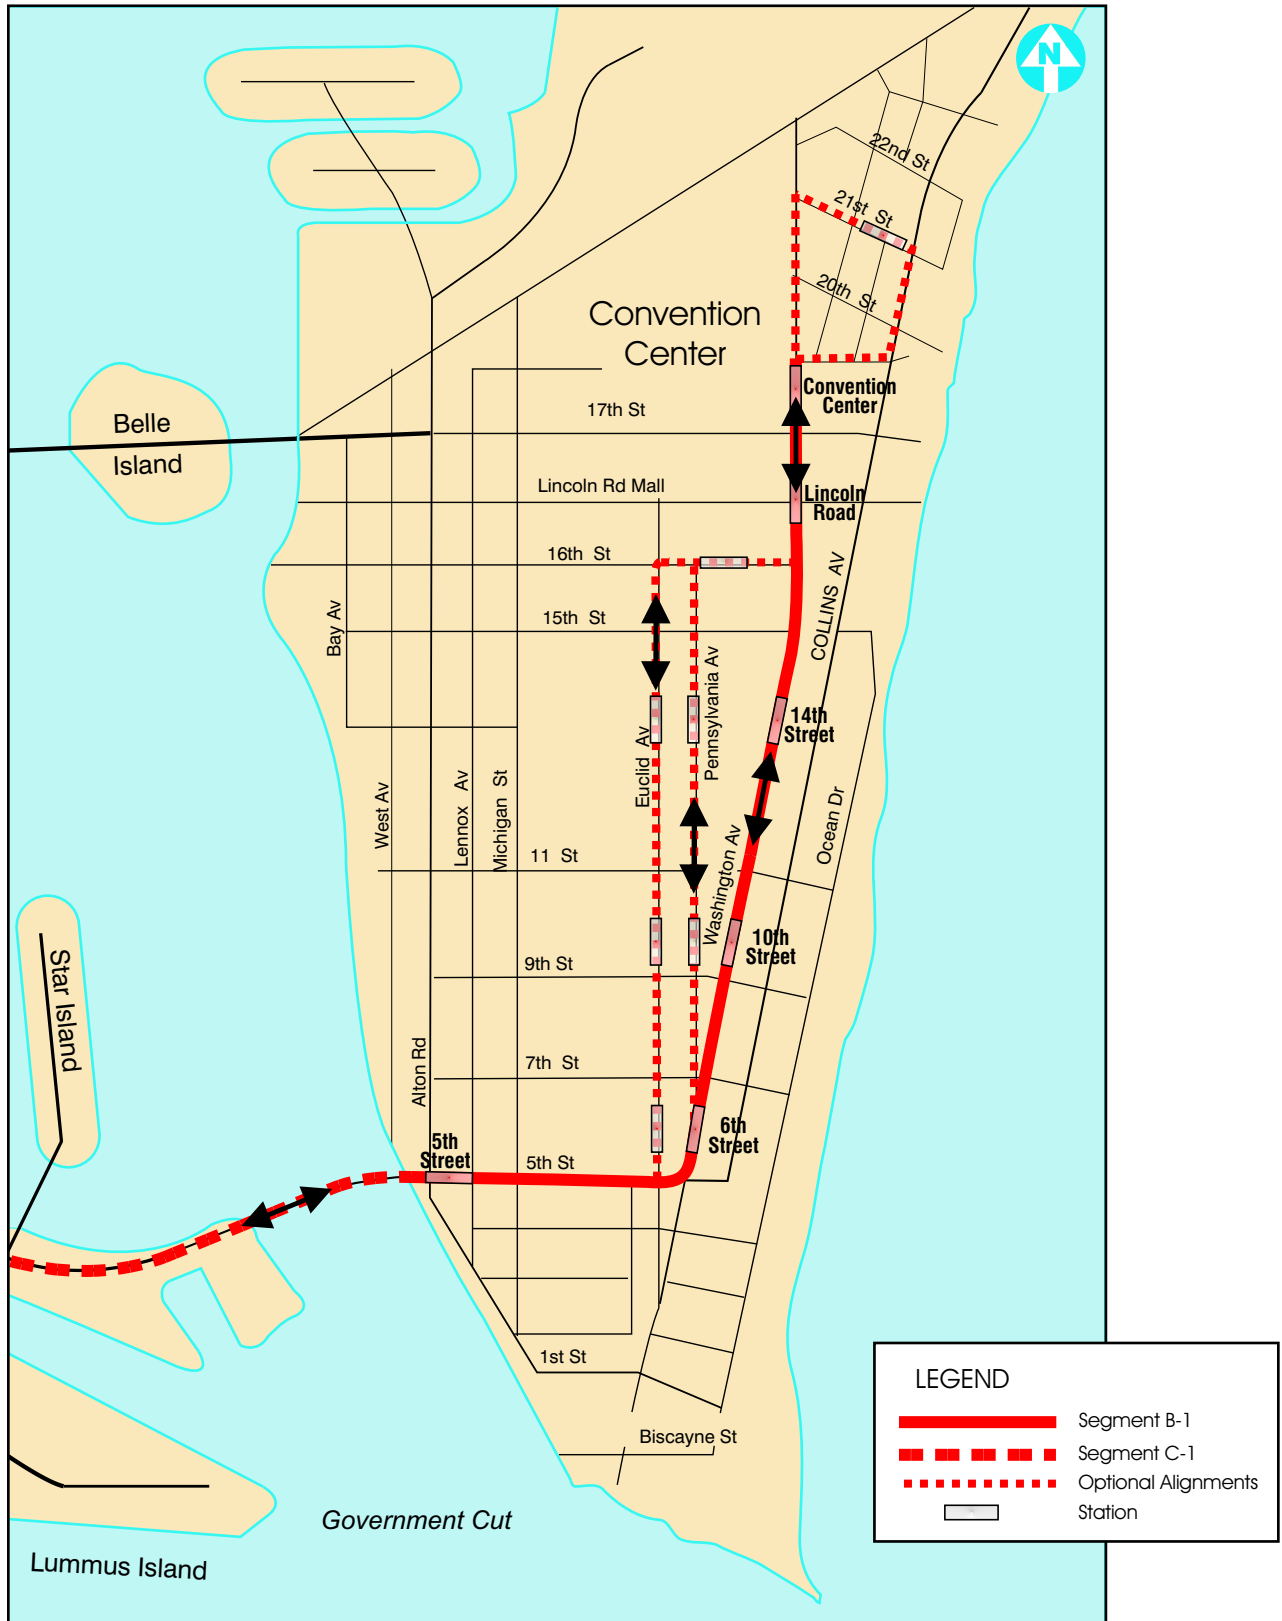 N
22nd St
21st St
20th St
Convention
Center
Convention
Center
17th St
Belle
Island
Lincoln Rd Mall
Lincoln
Road
16th St
15th St
Bay Av
COLLINS AV
Pennsylvania Av
Euclid Av
14th
Street
West Av
Lennox Av
Michigan St
Ocean Dr
11 St
Washington Av
10th
Street
9th St
Star Island
Alton Rd
7th St
6th
Street
5th
Street
5th St
1st St
Biscayne St
Government Cut
Lummus Island
LEGEND
Segment B-1
Segment C-1
Optional Alignments
Station